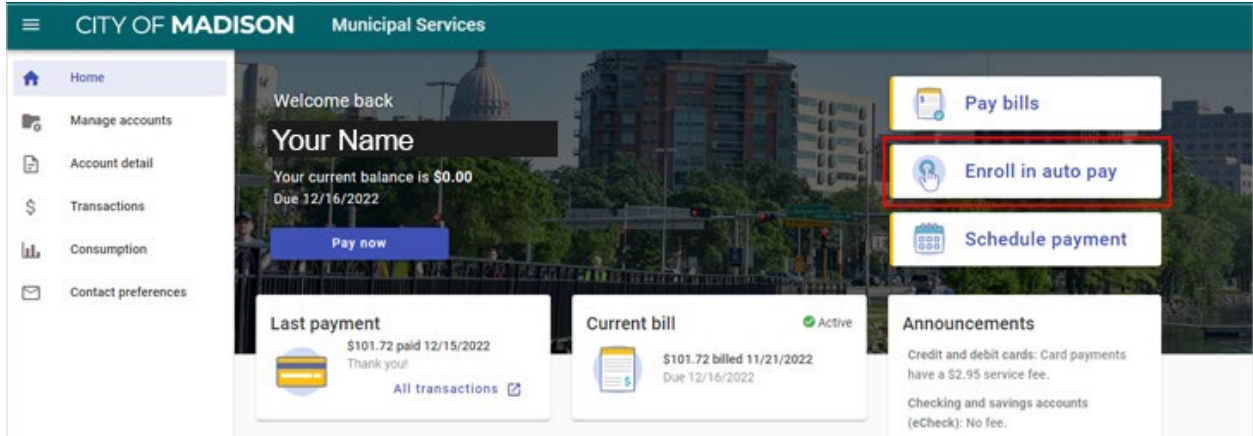 CITY OF MADISON Municipal Services
Home
Manage accounts
Account detail
Transactions
Consumption
Contact preferences
Welcome back
Your Name
Your current balance is $0.00
Due 12/16/2022
Pay now
Pay bills
Enroll in auto pay
Schedule payment
Last payment
$101.72 paid 12/15/2022
Thank you!
All transactions
Current bill
Active
$101.72 billed 11/21/2022
Due 12/16/2022
Announcements
Credit and debit cards: Card payments
have a $2.95 service fee.
Checking and savings accounts
(eCheck): No fee.